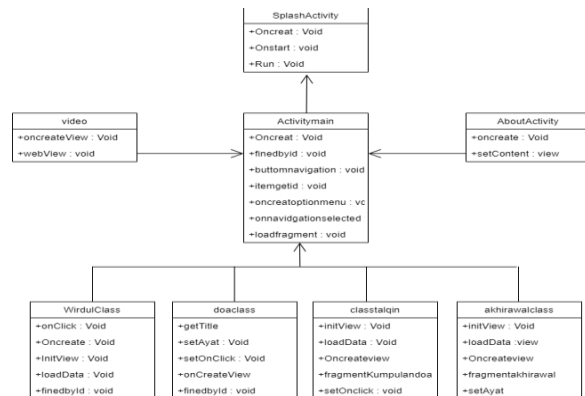 SplashActivity
+Oncreat : Void
+Onstart : void
+Run : Void
video
+oncreateView : Void
+webView : void
Activitymain
+Oncreat : Void
+finedbyid : void
+buttomnavigation : void
+itemgetid : void
+oncreatoptionmenu : vo
+onnavidgationselected
+loadfragment : void
AboutActivity
+oncreate : Void
+setContent : view
WirdulClass
+onClick : Void
+Oncreate : Void
+InitView : Void
+loadData : Void
+finedbyId : Void
doaclass
+getTitle
+setAyat : Void
+setOnClick : Void
+onCreateView
+finedbyId : void
classtalqin
+initView : Void
+loadData : Void
+Oncreateview
+fragmentKumpulandoa
+setOnclick : void
akhirawalclass
+initView : Void
+loadData :view
+Oncreateview
+fragmentakhirawal
+setAyat